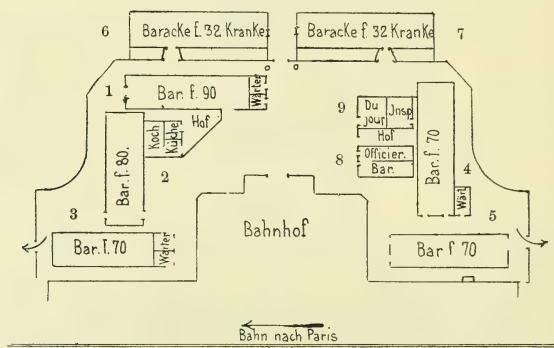 6
Baracke f. 32 Kranke
Baracke f. 32 Kranke
7
1
Bar. f. 90
Wärter
Hof
Koch
Küche
Bar. f. 80.
2
3
Bar. f. 70
Wärter
9
Du
jour
Jnsp.
Hof
8
Officier.
Bar.
Bar. f. 70
4
Wärt
5
Bar f 70
Bahnhof
Bahn nach Paris